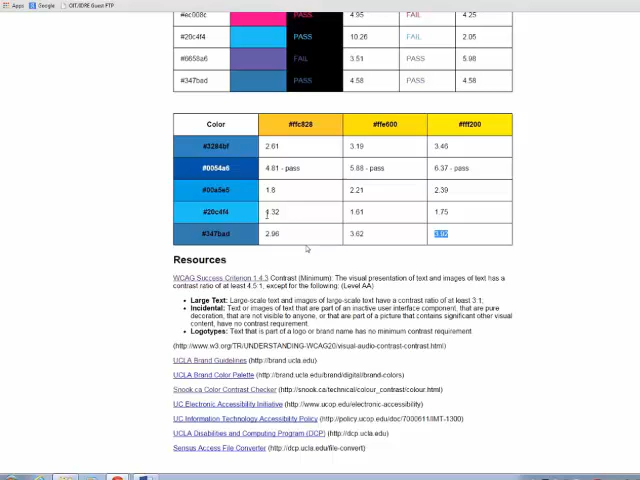 Apps Google OIT/IDRE Guest FTP
#ec008c PASS 4.95 FAIL 4.25
#20c4f4 PASS 10.26 FAIL 2.05
#6658a6 FAIL 3.51 PASS 5.98
#347bad PASS 4.58 PASS 4.58
Color #ffc828 #ffe600 #fff200
#3284bf 2.61 3.19 3.46
#0054a6 4.81 - pass 5.88 - pass 6.37 - pass
#00a5e5 1.8 2.21 2.39
#20c4f4 1.32 1.61 1.75
#347bad 2.96 3.62 3.92
Resources
WCAG Success Criterion 1.4.3 Contrast (Minimum): The visual presentation of text and images of text has a
contrast ratio of at least 4.5:1, except for the following: (Level AA)
• Large Text: Large-scale text and images of large-scale text have a contrast ratio of at least 3:1;
• Incidental: Text or images of text that are part of an inactive user interface component, that are pure
decoration, that are not visible to anyone, or that are part of a picture that contains significant other visual
content, have no contrast requirement.
• Logotypes: Text that is part of a logo or brand name has no minimum contrast requirement
(http://www.w3.org/TR/UNDERSTANDING-WCAG20/visual-audio-contrast-contrast.html)
UCLA Brand Guidelines (http://brand.ucla.edu)
UCLA Brand Color Palette (http://brand.ucla.edu/brand/digital/brand-colors)
Snook.ca Color Contrast Checker (http://snook.ca/technical/colour_contrast/colour.html)
UC Electronic Accessibility Initiative (http://www.ucop.edu/electronic-accessibility)
UC Information Technology Accessibility Policy (http://policy.ucop.edu/doc/7000611/IMT-1300)
UCLA Disabilities and Computing Program (DCP) (http://dcp.ucla.edu)
Sensus Access File Converter (http://dcp.ucla.edu/file-convert)